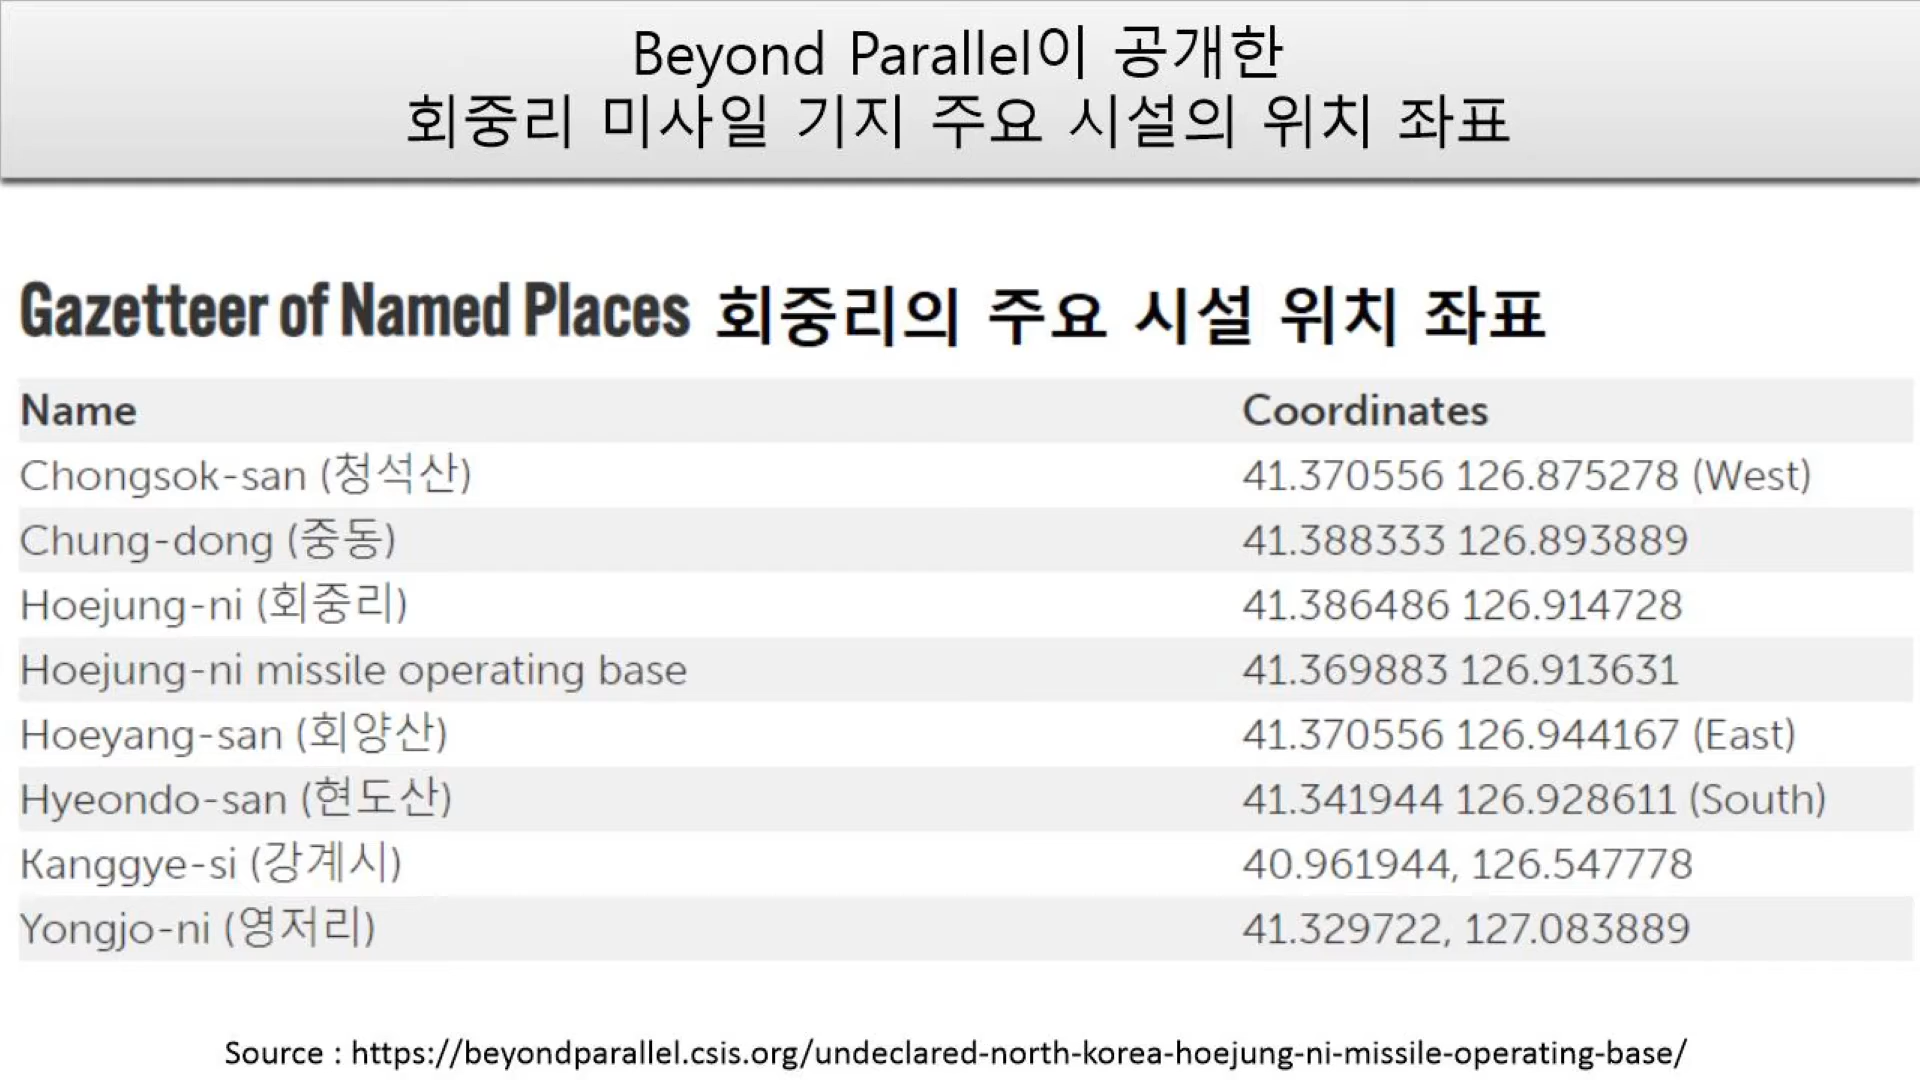 Beyond Parallel이 공개한
회중리 미사일 기지 주요 시설의 위치 좌표
Gazetteer of Named Places 회중리의 주요 시설 위치 좌표
Name Coordinates
Chongsok-san (청석산) 41.370556 126.875278 (West)
Chung-dong (중동) 41.388333 126.893889
Hoejung-ni (회중리) 41.386486 126.914728
Hoejung-ni missile operating base 41.369883 126.913631
Hoeyang-san (회양산) 41.370556 126.944167 (East)
Hyeondo-san (현도산) 41.341944 126.928611 (South)
Kanggye-si (강계시) 40.961944, 126.547778
Yongjo-ni (영저리) 41.329722, 127.083889
Source : https://beyondparallel.csis.org/undeclared-north-korea-hoejung-ni-missile-operating-base/